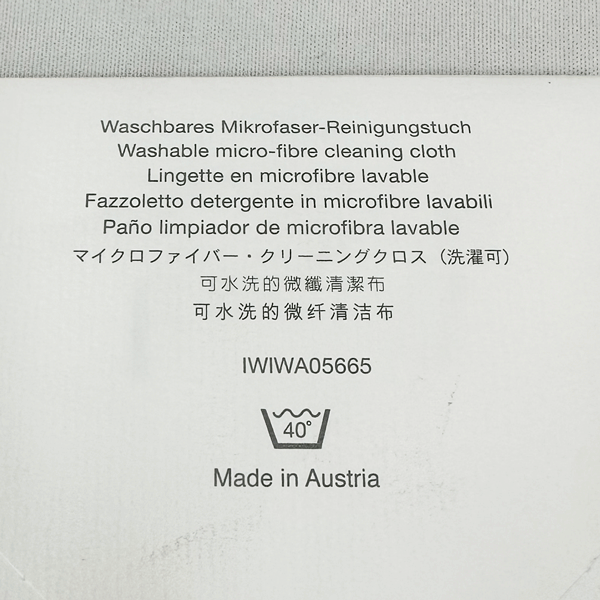 Waschbares Mikrofaser-Reinigungstuch
Washable micro-fibre cleaning cloth
Lingette en microfibre lavable
Fazzoletto detergente in microfibre lavabili
Paño limpiador de microfibra lavable
マイクロファイバー・クリーニングクロス（洗濯可）
可水洗的微纖清潔布
可水洗的微纤清洁布
IWIWA05665
40°
Made in Austria